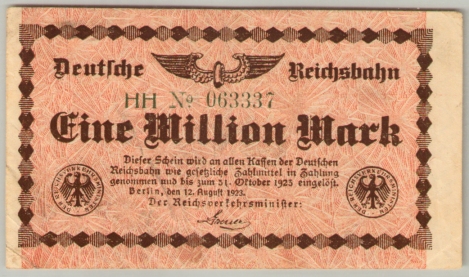 Deutsche Reichsbahn
HH No 063337
Eine Million Mark
Dieser Schein wird an allen Kassen der Deutschen
Reichsbahn wie gesetzliche Zahlmittel in Zahlung
genommen und bis zum 31. Oktober 1923 eingelöst.
Berlin, den 12. August 1923.
Der Reichsverkehrsminister: